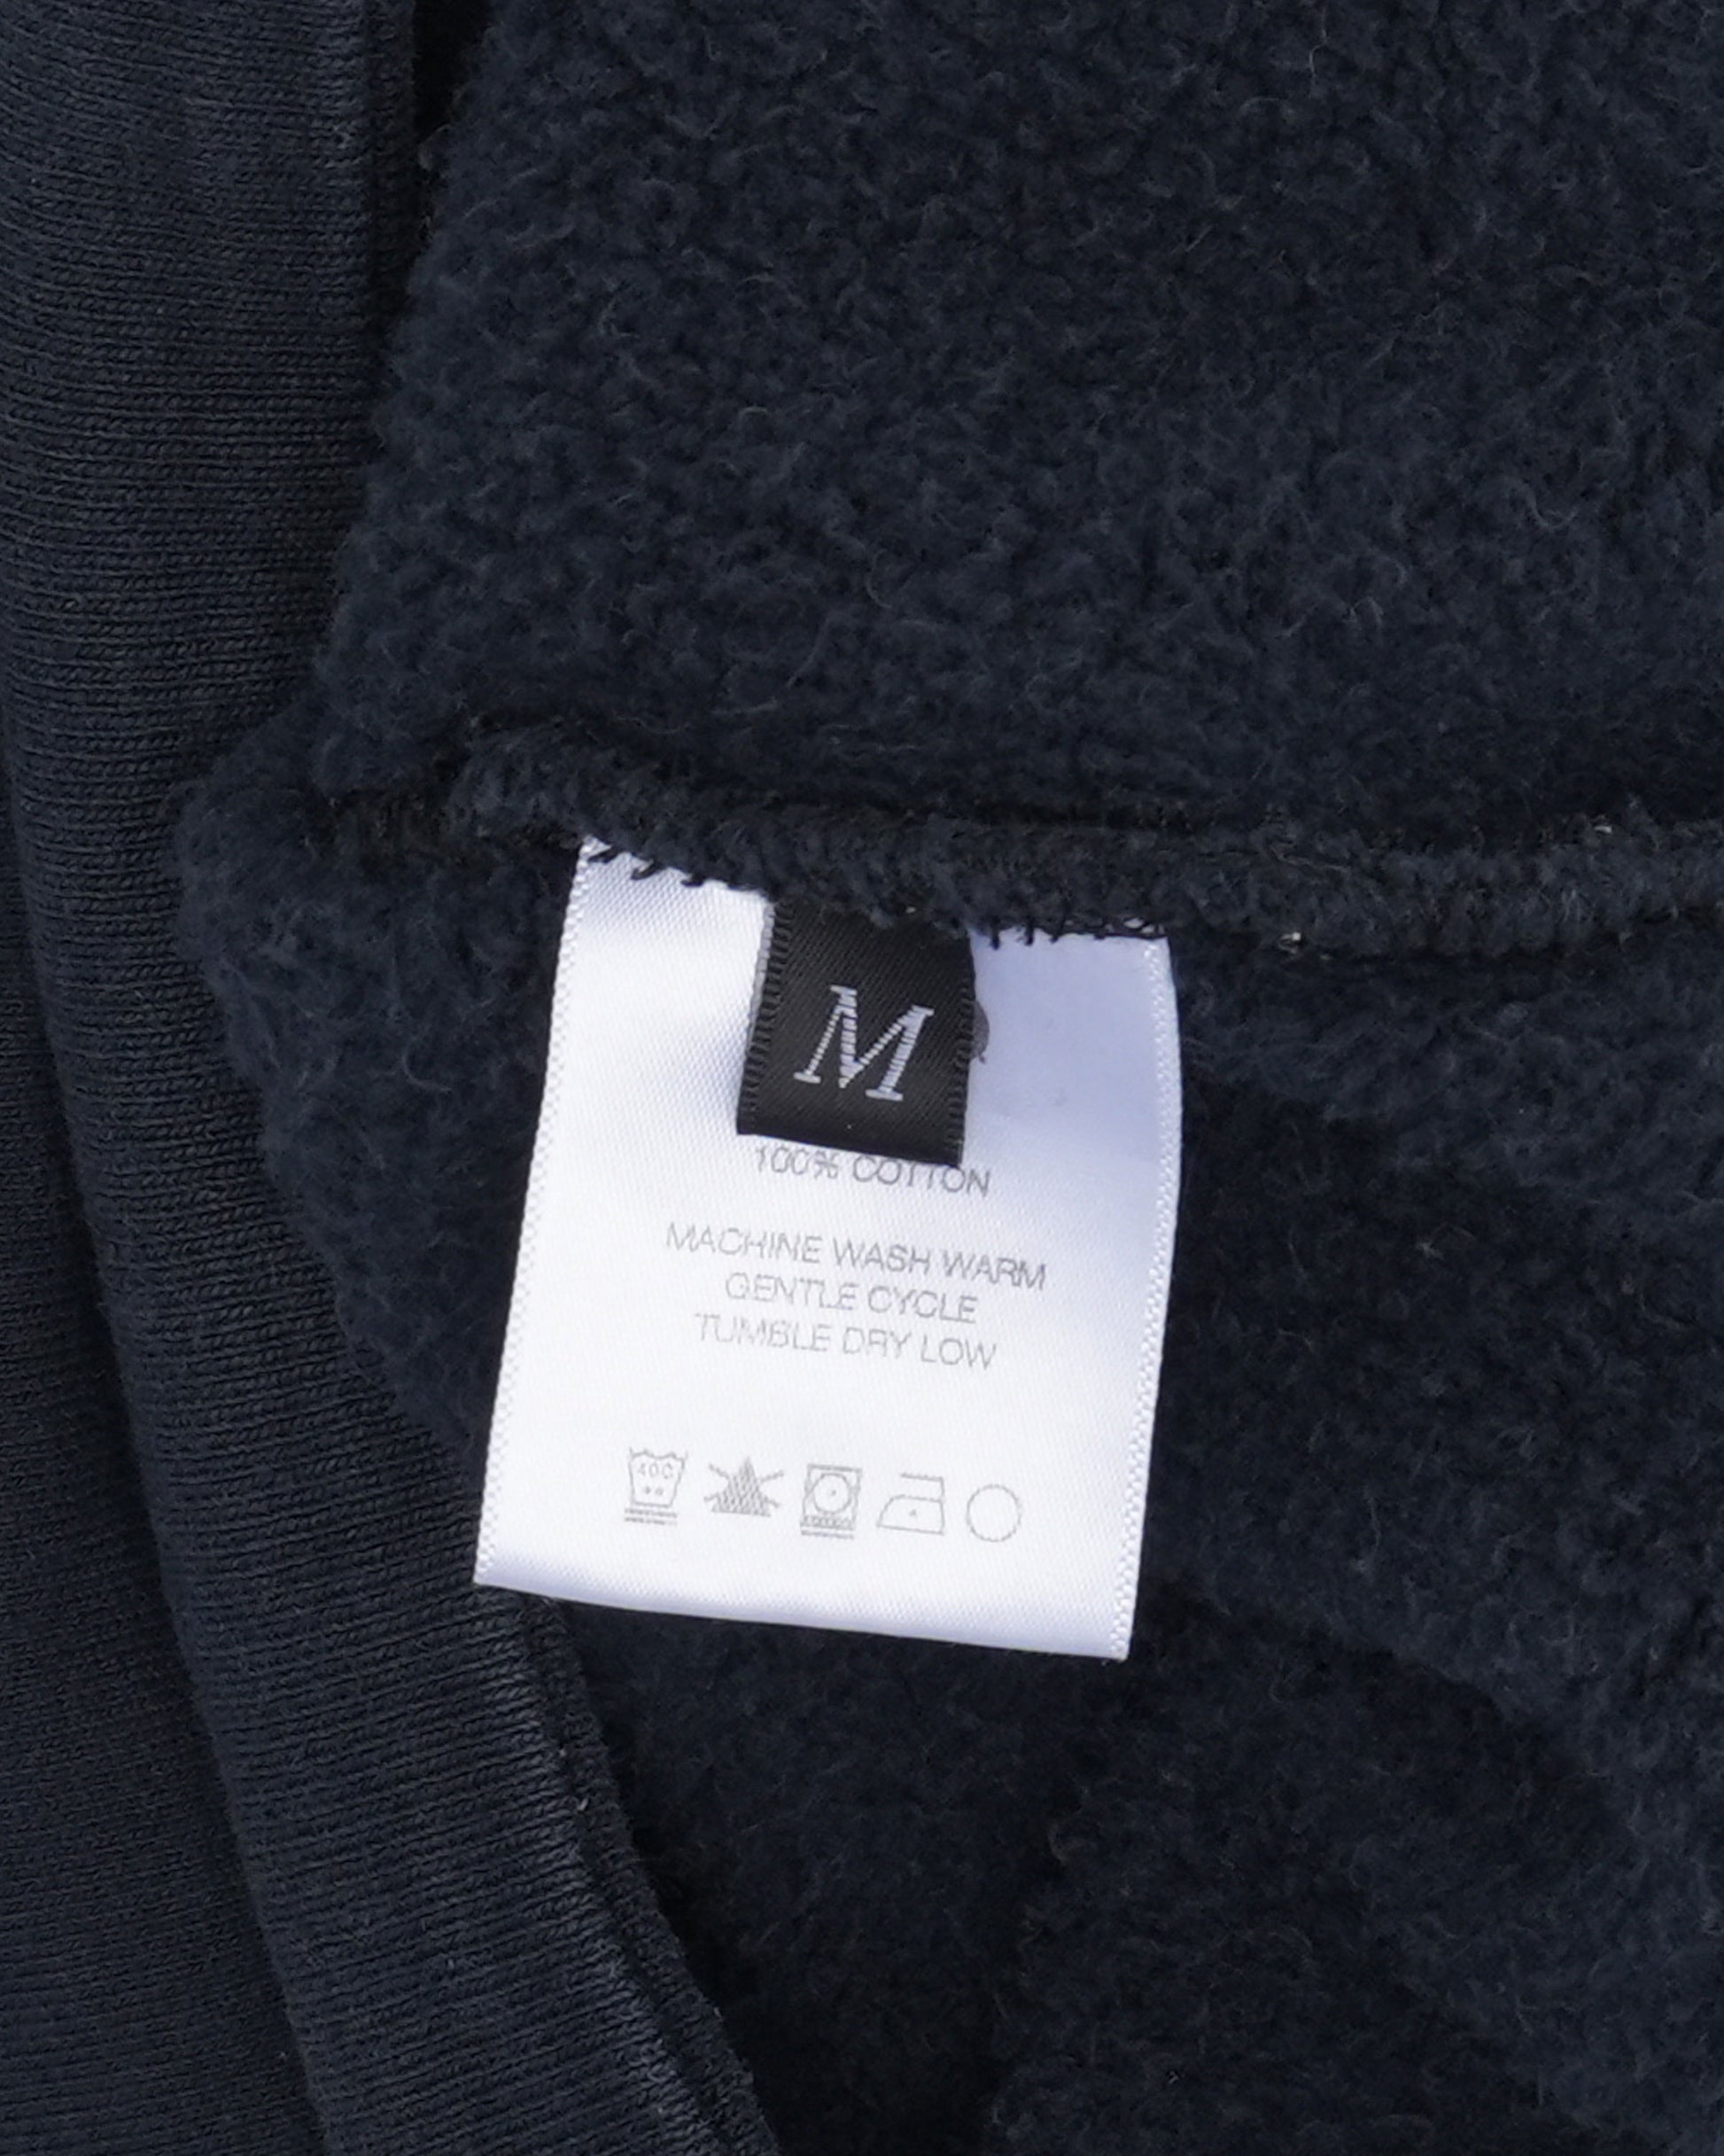 M
100% COTTON
MACHINE WASH WARM
GENTLE CYCLE
TUMBLE DRY LOW
40C